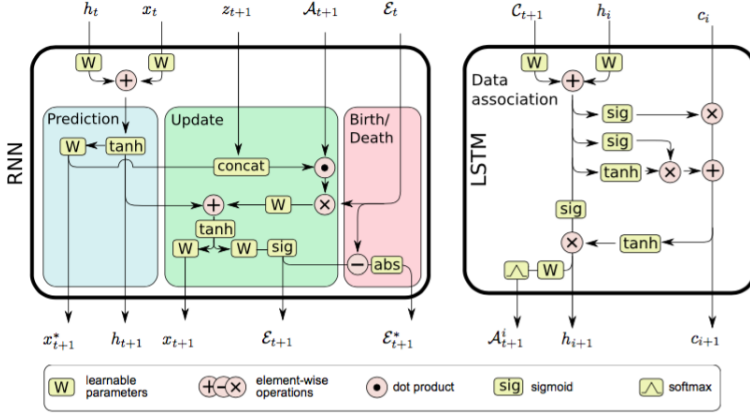 h_t x_t z_{t+1} A_{t+1} E_t C_{t+1} h_i c_i
W W W W
+ +
Data
association
Prediction Update Birth/
Death
sig ×
sig
W tanh
concat •
tanh × +
RNN
LSTM
+ W ×
sig
tanh
W W sig − abs
× tanh
W
x*_{t+1} h_{t+1} x_{t+1} E_{t+1} E*_{t+1} A^i_{t+1} h_{i+1} c_{i+1}
W learnable
parameters
+ − × element-wise
operations
• dot product
sig sigmoid
softmax